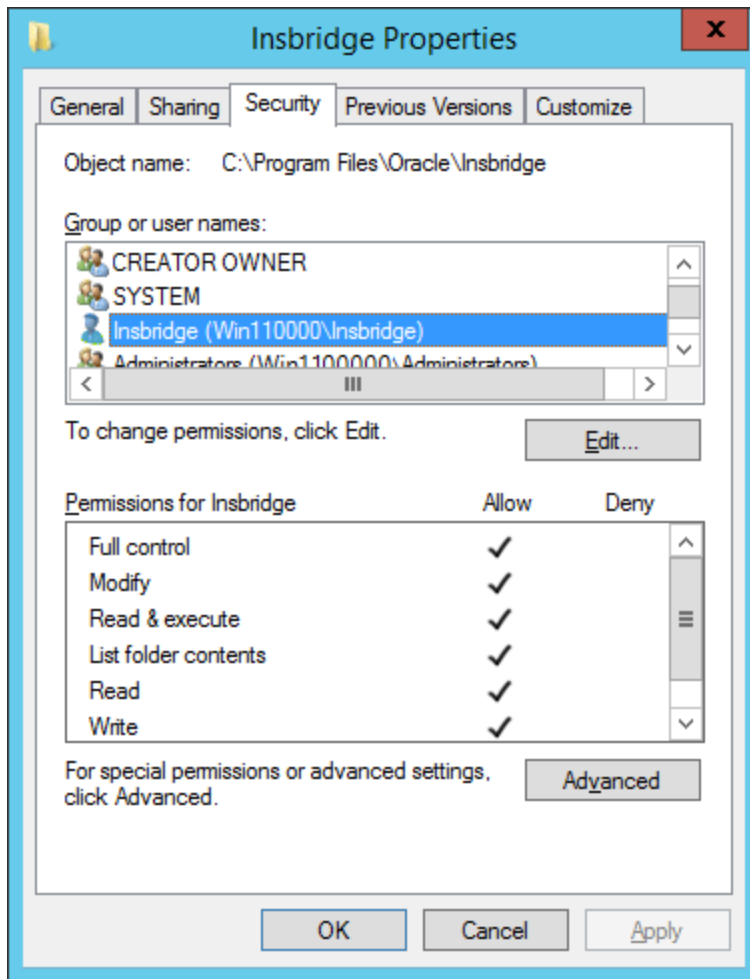 Insbridge Properties
x
General Sharing Security Previous Versions Customize
Object name: C:\Program Files\Oracle\Insbridge
Group or user names:
CREATOR OWNER
SYSTEM
Insbridge (Win110000\Insbridge)
Administrators (Win1100000\Administrators)
To change permissions, click Edit.
Edit...
Permissions for Insbridge Allow Deny
Full control
Modify
Read & execute
List folder contents
Read
Write
For special permissions or advanced settings,
click Advanced.
Advanced
OK Cancel Apply